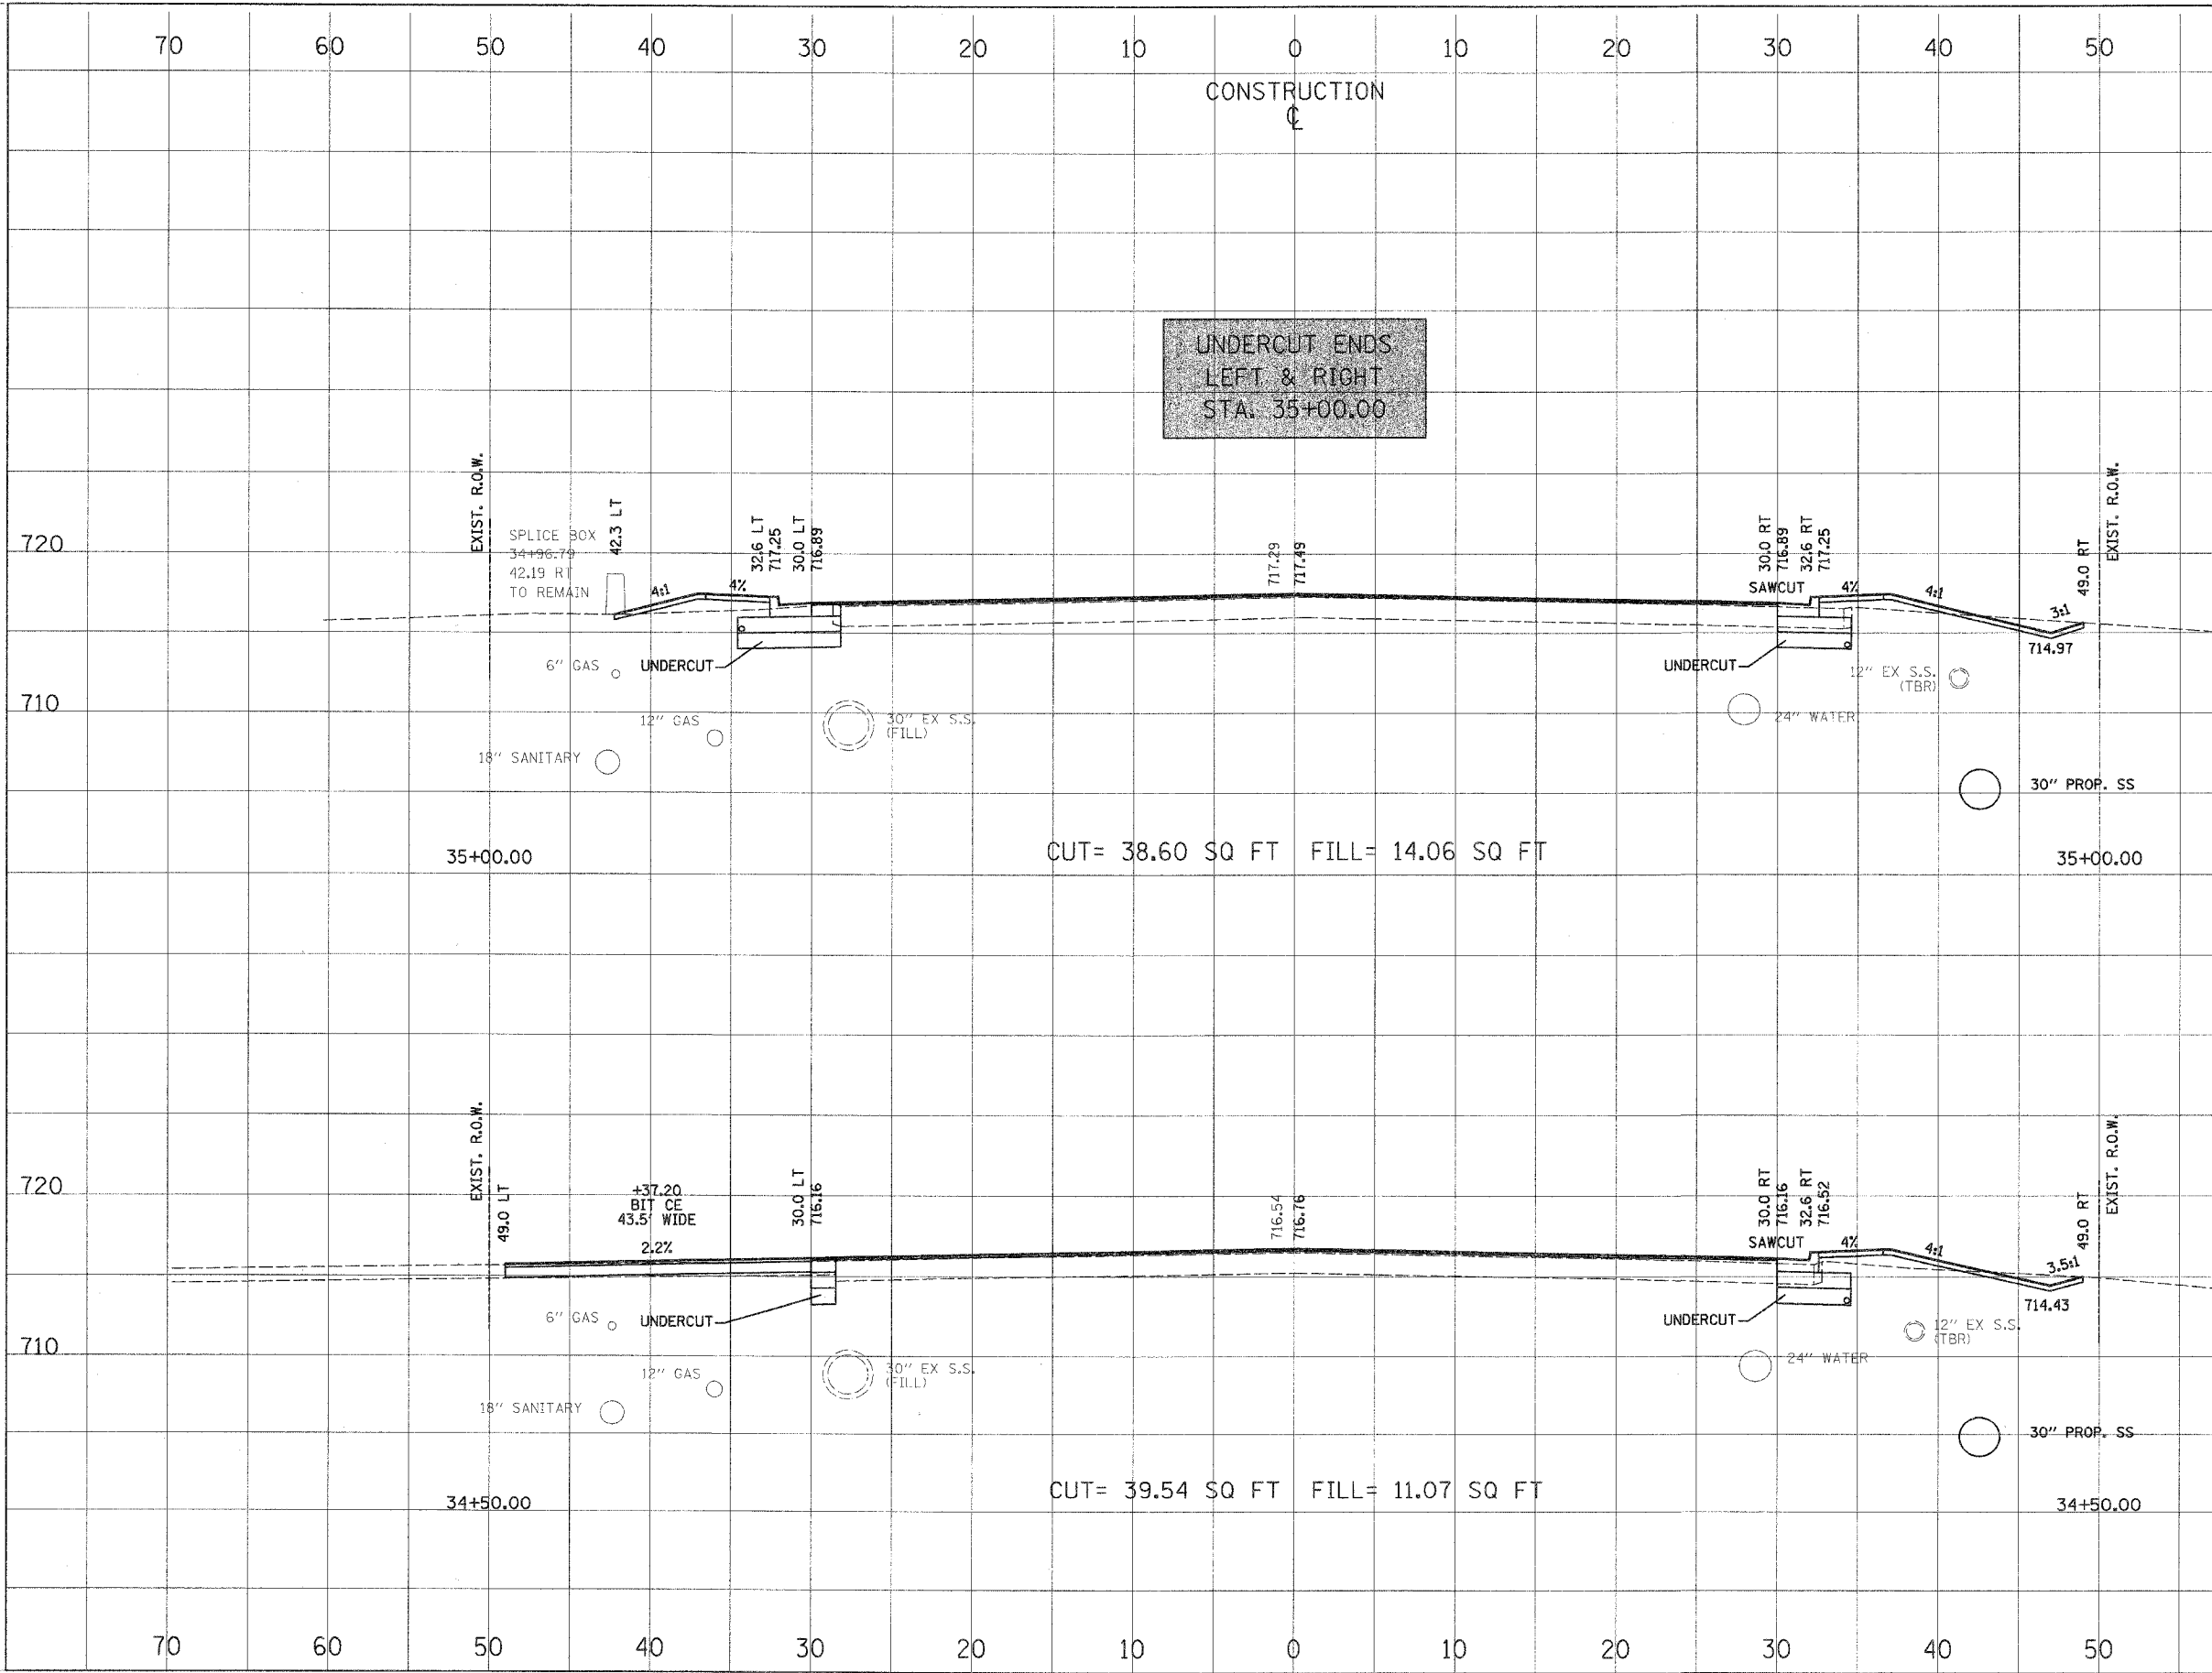 70 60 50 40 30 20 10 0 10 20 30 40 50
CONSTRUCTION
℄
UNDERCUT ENDS
LEFT & RIGHT
STA. 35+00.00
EXIST. R.O.W.
SPLICE BOX
34+96.79
42.19 RT
TO REMAIN
42.3 LT
4:1
4%
32.6 LT
717.25
30.0 LT
716.89
717.29
717.49
30.0 RT
716.89
32.6 RT
717.25
SAWCUT
4%
4:1
3:1
49.0 RT
EXIST. R.O.W.
714.97
720
710
6" GAS
UNDERCUT
12" GAS
18" SANITARY
30" EX S.S.
(FILL)
UNDERCUT
24" WATER
12" EX S.S.
(TBR)
30" PROP. SS
35+00.00
CUT= 38.60 SQ FT FILL= 14.06 SQ FT
35+00.00
EXIST. R.O.W.
49.0 LT
+37.20
BIT CE
43.5' WIDE
2.2%
30.0 LT
716.16
716.54
716.76
30.0 RT
716.16
32.6 RT
716.52
SAWCUT
4%
4:1
3.5:1
49.0 RT
EXIST. R.O.W.
714.43
720
710
6" GAS
UNDERCUT
12" GAS
18" SANITARY
30" EX S.S.
(FILL)
UNDERCUT
24" WATER
12" EX S.S.
(TBR)
30" PROP. SS
34+50.00
CUT= 39.54 SQ FT FILL= 11.07 SQ FT
34+50.00
70 60 50 40 30 20 10 0 10 20 30 40 50